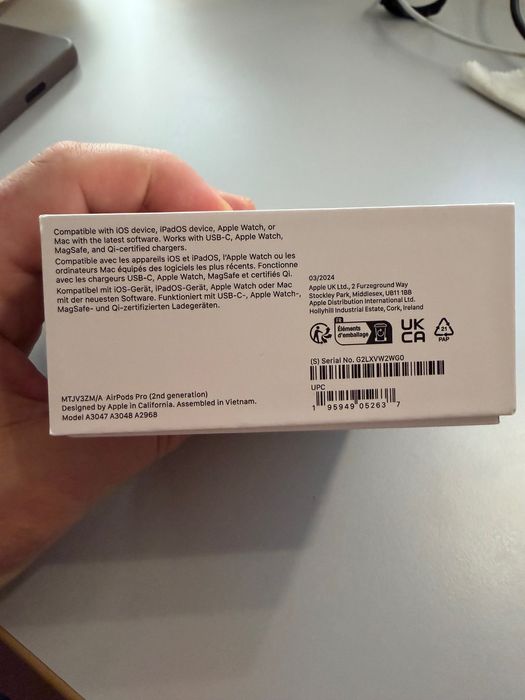 Compatible with iOS device, iPadOS device, Apple Watch, or
Mac with the latest software. Works with USB-C, Apple Watch,
MagSafe, and Qi-certified chargers.
Compatible avec les appareils iOS et iPadOS, l'Apple Watch ou les
ordinateurs Mac équipés des logiciels les plus récents. Fonctionne
avec les chargeurs USB-C, Apple Watch, MagSafe et certifiés Qi.
Kompatibel mit iOS-Gerät, iPadOS-Gerät, Apple Watch oder Mac
mit der neuesten Software. Funktioniert mit USB-C-, Apple Watch-,
MagSafe- und Qi-zertifizierten Ladegeräten.
MTJV3ZM/A AirPods Pro (2nd generation)
Designed by Apple in California. Assembled in Vietnam.
Model A3047 A3048 A2968
03/2024
Apple UK Ltd., 2 Furzeground Way
Stockley Park, Middlesex, UB11 1BB
Apple Distribution International Ltd.
Hollyhill Industrial Estate, Cork, Ireland
FR
Éléments
d'emballage
UK
CA
21
PAP
(S) Serial No. G2LXVW2WG0
UPC
1 95949 05263 7